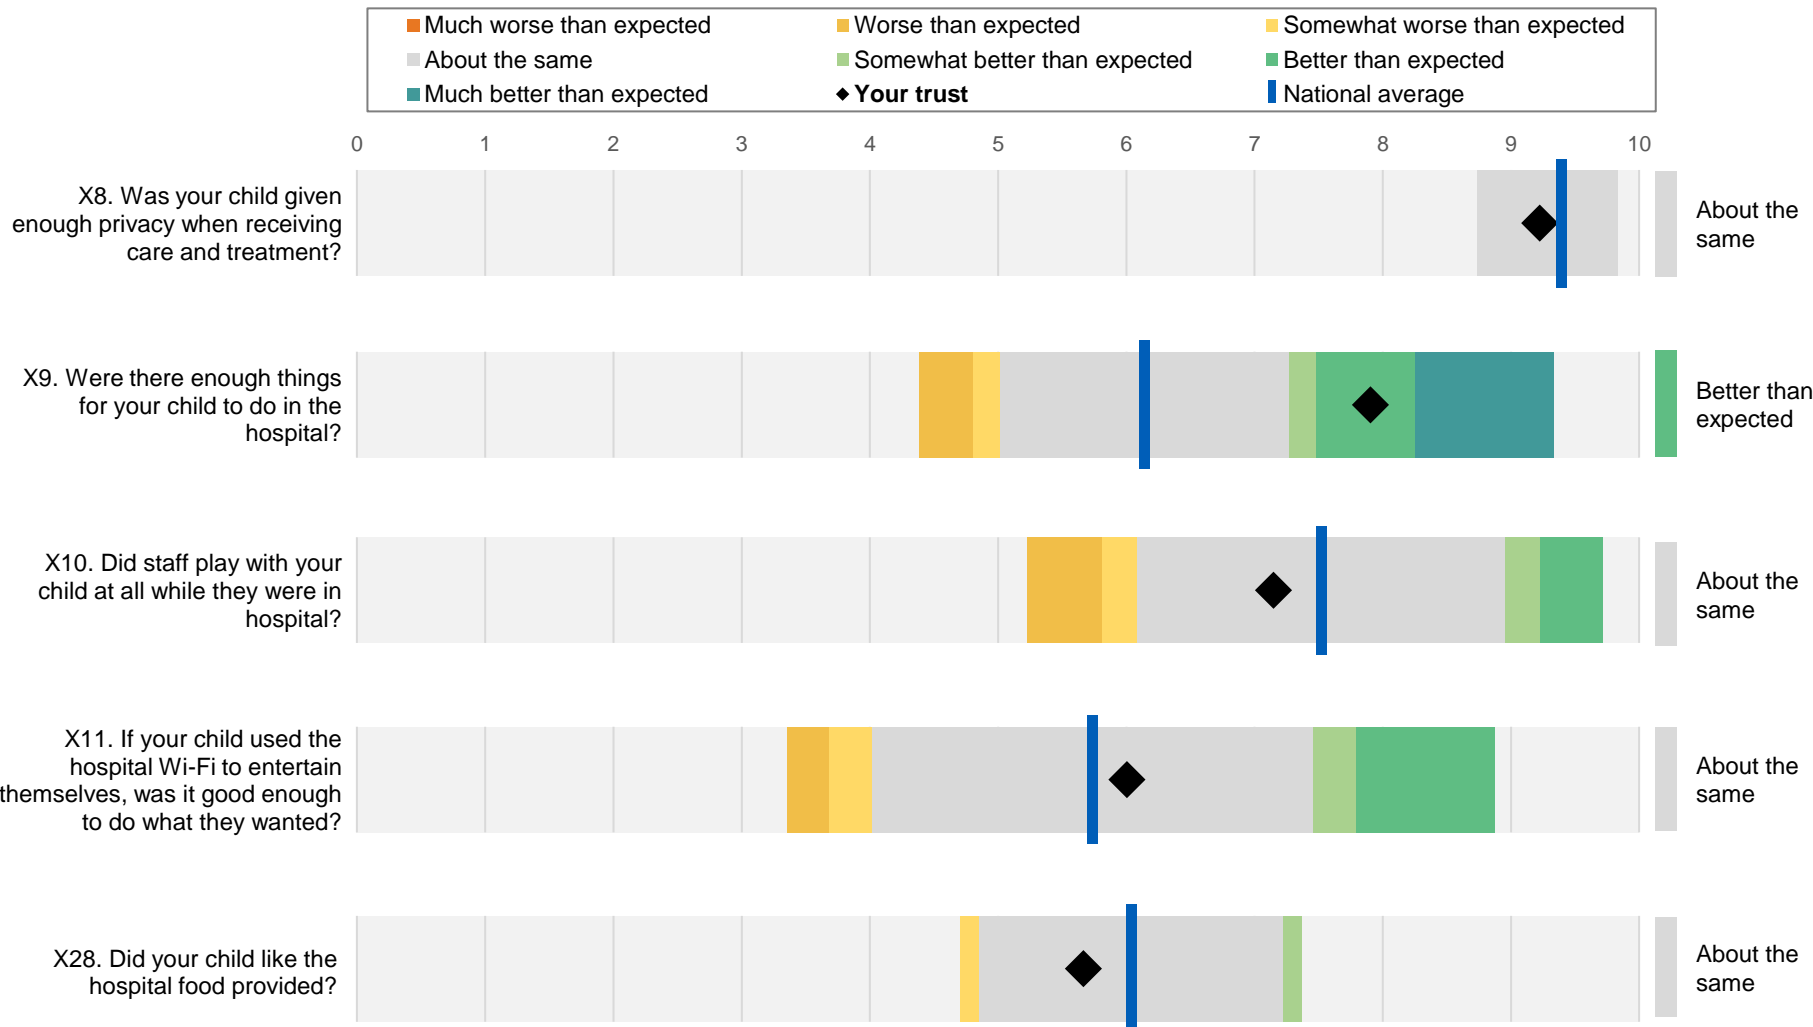 Much worse than expected
Worse than expected
Somewhat worse than expected
About the same
Somewhat better than expected
Better than expected
Much better than expected
Your trust
National average
0 1 2 3 4 5 6 7 8 9 10
X8. Was your child given
enough privacy when receiving
care and treatment?
About the
same
X9. Were there enough things
for your child to do in the
hospital?
Better than
expected
X10. Did staff play with your
child at all while they were in
hospital?
About the
same
X11. If your child used the
hospital Wi-Fi to entertain
themselves, was it good enough
to do what they wanted?
About the
same
X28. Did your child like the
hospital food provided?
About the
same